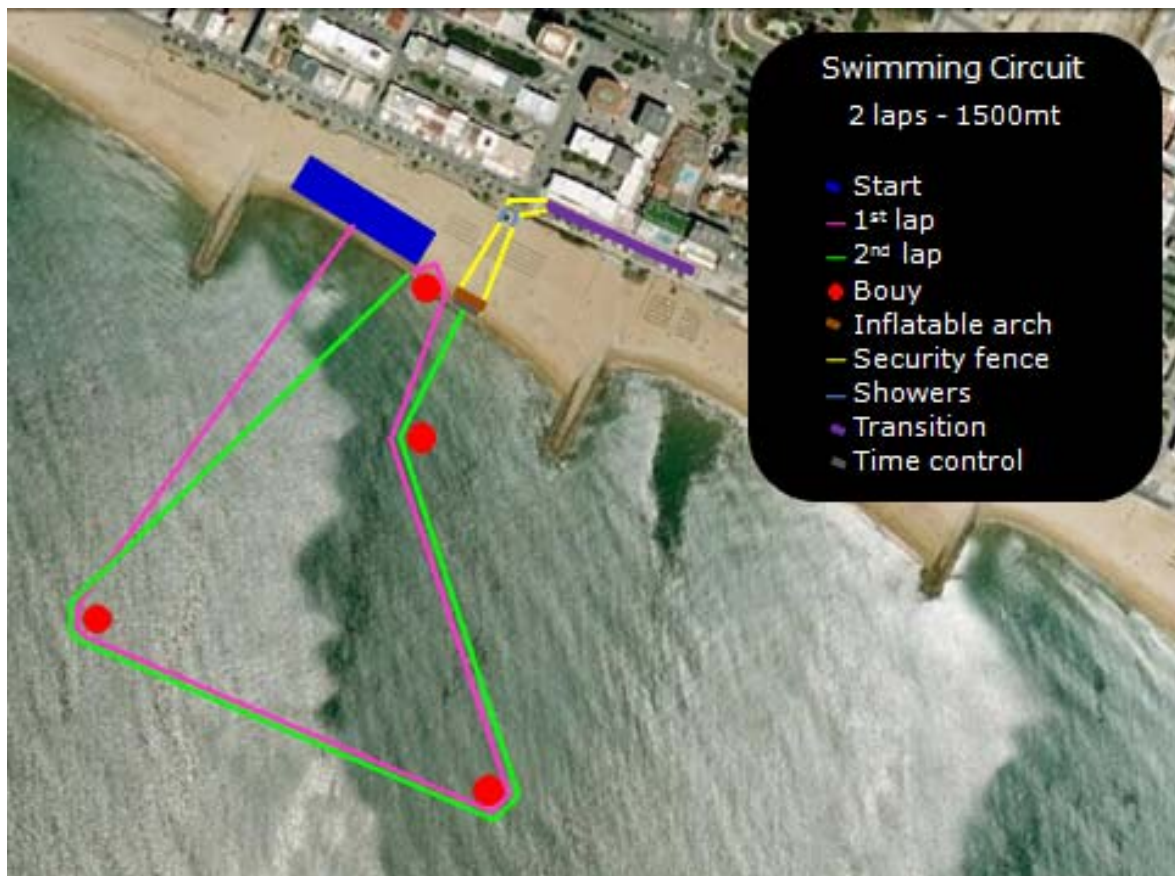 Swimming Circuit
2 laps - 1500mt
Start
1st lap
2nd lap
Bouy
Inflatable arch
Security fence
Showers
Transition
Time control